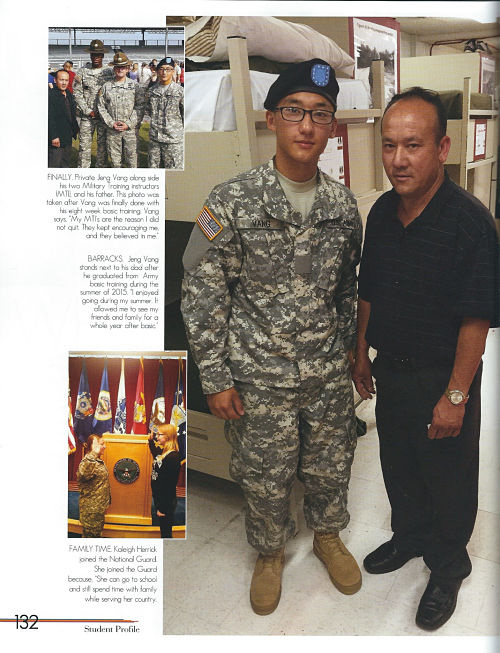 FINALLY. Private Jeng Vang along side
his two Military Training instructors
(MTI), and his father. This photo was
taken after Vang was finally done with
his eight week basic training. Vang
says, "My MTI's are the reason I did
not quit. They kept encouraging me,
and they believed in me."
BARRACKS. Jeng Vang
stands next to his dad after
he graduated from Army
basic training during the
summer of 2015. "I enjoyed
going during my summer. It
allowed me to see my
friends and family for a
whole year after basic."
VANG
FAMILY TIME. Kaleigh Herrick
joined the National Guard.
She joined the Guard
because, "She can go to school
and still spend time with family
while serving her country.
132
Student Profile